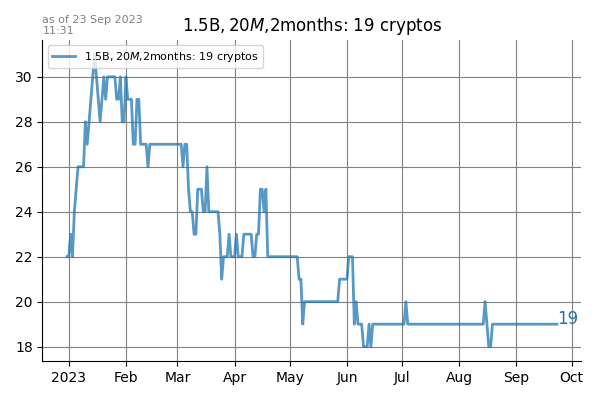 as of 23 Sep 2023
11:31
1.5B, 20M,2months: 19 cryptos
1.5B, 20M,2months: 19 cryptos
30
28
26
24
22
20
18
19
2023 Feb Mar Apr May Jun Jul Aug Sep Oct